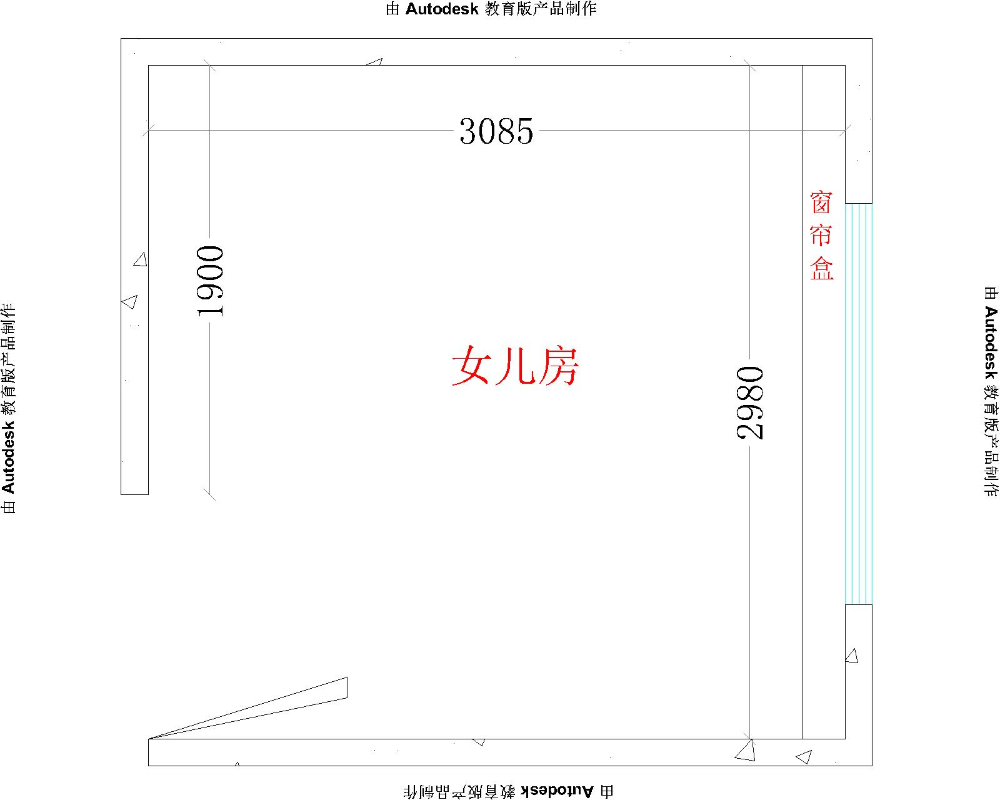 由 Autodesk 教育版产品制作
3085
窗
帘
盒
1900
女儿房
2980
由 Autodesk 教育版产品制作
由 Autodesk 教育版产品制作
由 Autodesk 教育版产品制作